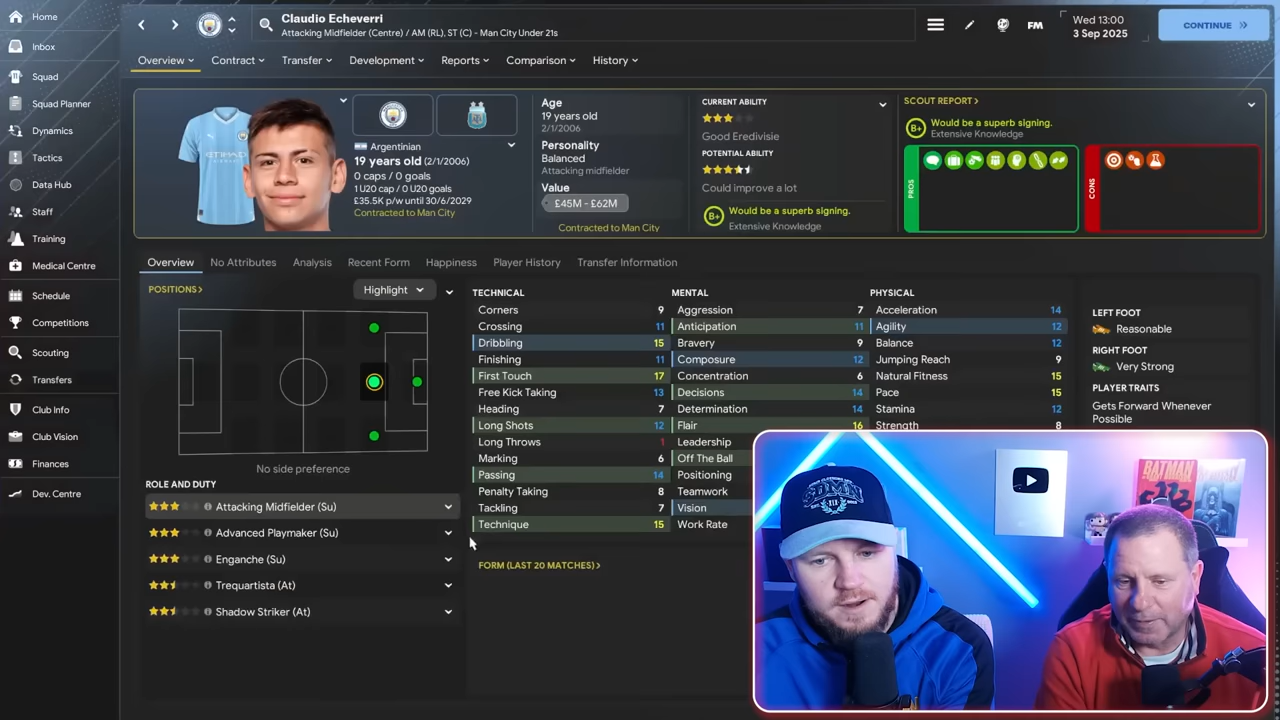 Home
Inbox
Squad
Squad Planner
Dynamics
Tactics
Data Hub
Staff
Training
Medical Centre
Schedule
Competitions
Scouting
Transfers
Club Info
Club Vision
Finances
Dev. Centre
Claudio Echeverri
Attacking Midfielder (Centre) / AM (RL), ST (C) - Man City Under 21s
FM
Wed 13:00
3 Sep 2025
CONTINUE
Overview
Contract
Transfer
Development
Reports
Comparison
History
Argentinian
19 years old (2/1/2006)
0 caps / 0 goals
1 U20 cap / 0 U20 goals
£35.5K p/w until 30/6/2029
Contracted to Man City
Age
19 years old
2/1/2006
Personality
Balanced
Attacking midfielder
Value
£45M - £62M
Contracted to Man City
CURRENT ABILITY
Good Eredivisie
POTENTIAL ABILITY
Could improve a lot
B+ Would be a superb signing.
Extensive Knowledge
SCOUT REPORT >
B+ Would be a superb signing.
Extensive Knowledge
PROS
CONS
Overview
No Attributes
Analysis
Recent Form
Happiness
Player History
Transfer Information
POSITIONS >
Highlight
No side preference
ROLE AND DUTY
Attacking Midfielder (Su)
Advanced Playmaker (Su)
Enganche (Su)
Trequartista (At)
Shadow Striker (At)
TECHNICAL
Corners 9
Crossing 11
Dribbling 15
Finishing 11
First Touch 17
Free Kick Taking 13
Heading 7
Long Shots 12
Long Throws 1
Marking 6
Passing 14
Penalty Taking 8
Tackling 7
Technique 15
FORM (LAST 20 MATCHES) >
MENTAL
Aggression 7
Anticipation 11
Bravery 9
Composure 12
Concentration 6
Decisions 14
Determination 14
Flair 16
Leadership
Off The Ball
Positioning
Teamwork
Vision
Work Rate
PHYSICAL
Acceleration 14
Agility 12
Balance 12
Jumping Reach 9
Natural Fitness 15
Pace 15
Stamina 12
Strength 8
LEFT FOOT
Reasonable
RIGHT FOOT
Very Strong
PLAYER TRAITS
Gets Forward Whenever
Possible
BATMAN